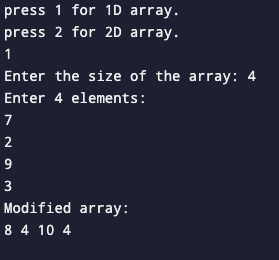 press 1 for 1D array.
press 2 for 2D array.
1
Enter the size of the array: 4
Enter 4 elements:
7
2
9
3
Modified array:
8 4 10 4